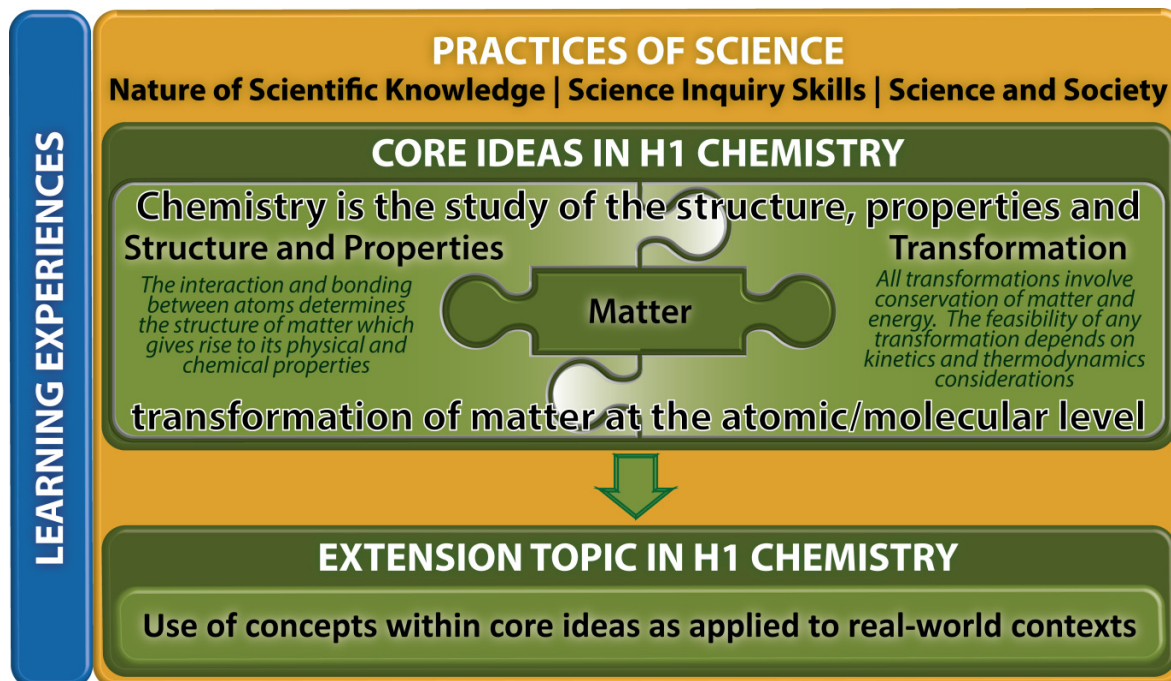 LEARNING EXPERIENCES
PRACTICES OF SCIENCE
Nature of Scientific Knowledge | Science Inquiry Skills | Science and Society
CORE IDEAS IN H1 CHEMISTRY
Chemistry is the study of the structure, properties and
Structure and Properties
The interaction and bonding
between atoms determines
the structure of matter which
gives rise to its physical and
chemical properties
Matter
Transformation
All transformations involve
conservation of matter and
energy. The feasibility of any
transformation depends on
kinetics and thermodynamics
considerations
transformation of matter at the atomic/molecular level
EXTENSION TOPIC IN H1 CHEMISTRY
Use of concepts within core ideas as applied to real-world contexts